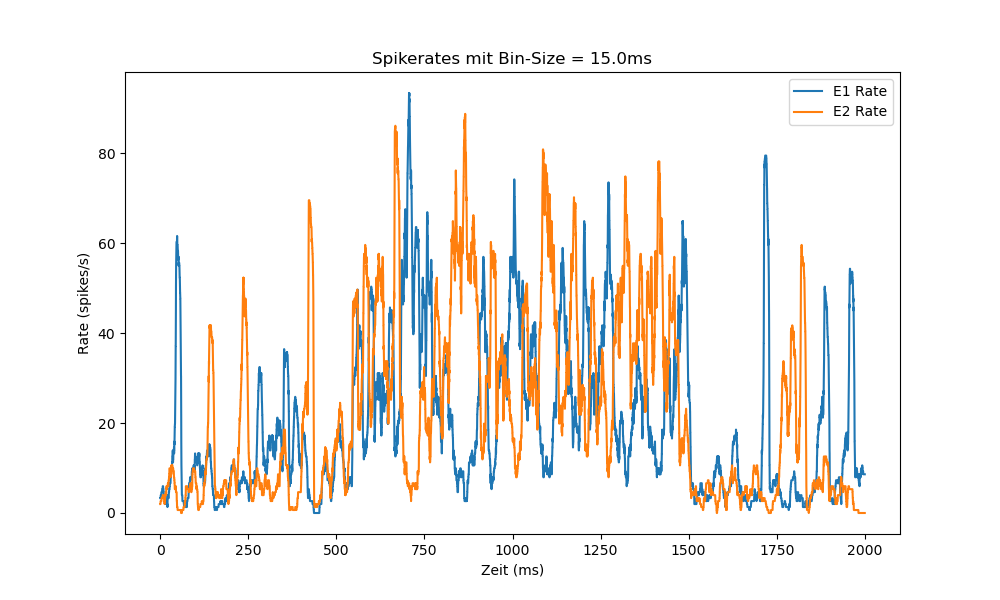 Spikerates mit Bin-Size = 15.0ms
E1 Rate
E2 Rate
Rate (spikes/s)
80
60
40
20
0
0 250 500 750 1000 1250 1500 1750 2000
Zeit (ms)